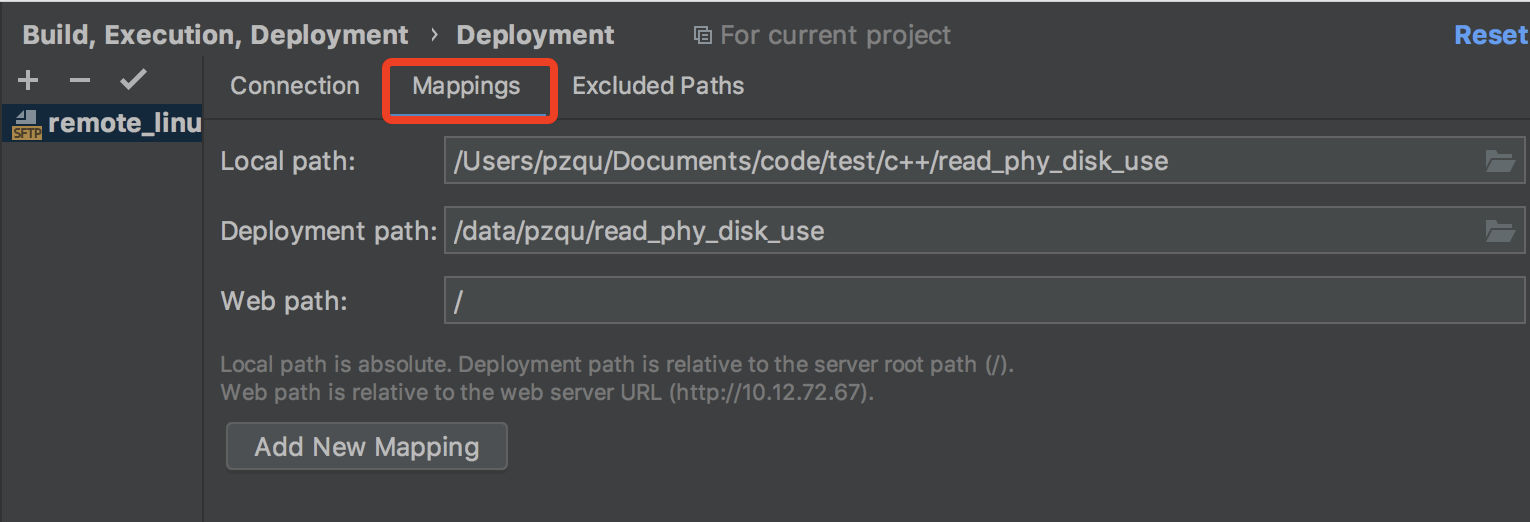 Build, Execution, Deployment › Deployment For current project Reset
Connection Mappings Excluded Paths
SFTP remote_linu
Local path: /Users/pzqu/Documents/code/test/c++/read_phy_disk_use
Deployment path: /data/pzqu/read_phy_disk_use
Web path: /
Local path is absolute. Deployment path is relative to the server root path (/).
Web path is relative to the web server URL (http://10.12.72.67).
Add New Mapping